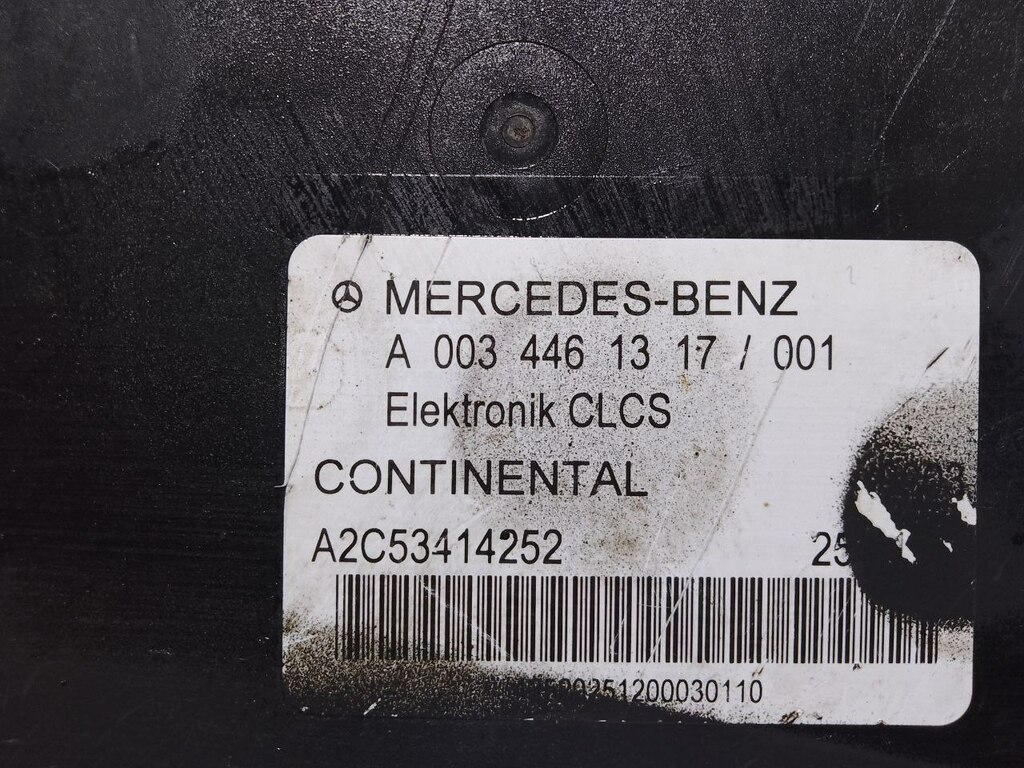 MERCEDES-BENZ
A 003 446 13 17 / 001
Elektronik CLCS
CONTINENTAL
A2C53414252